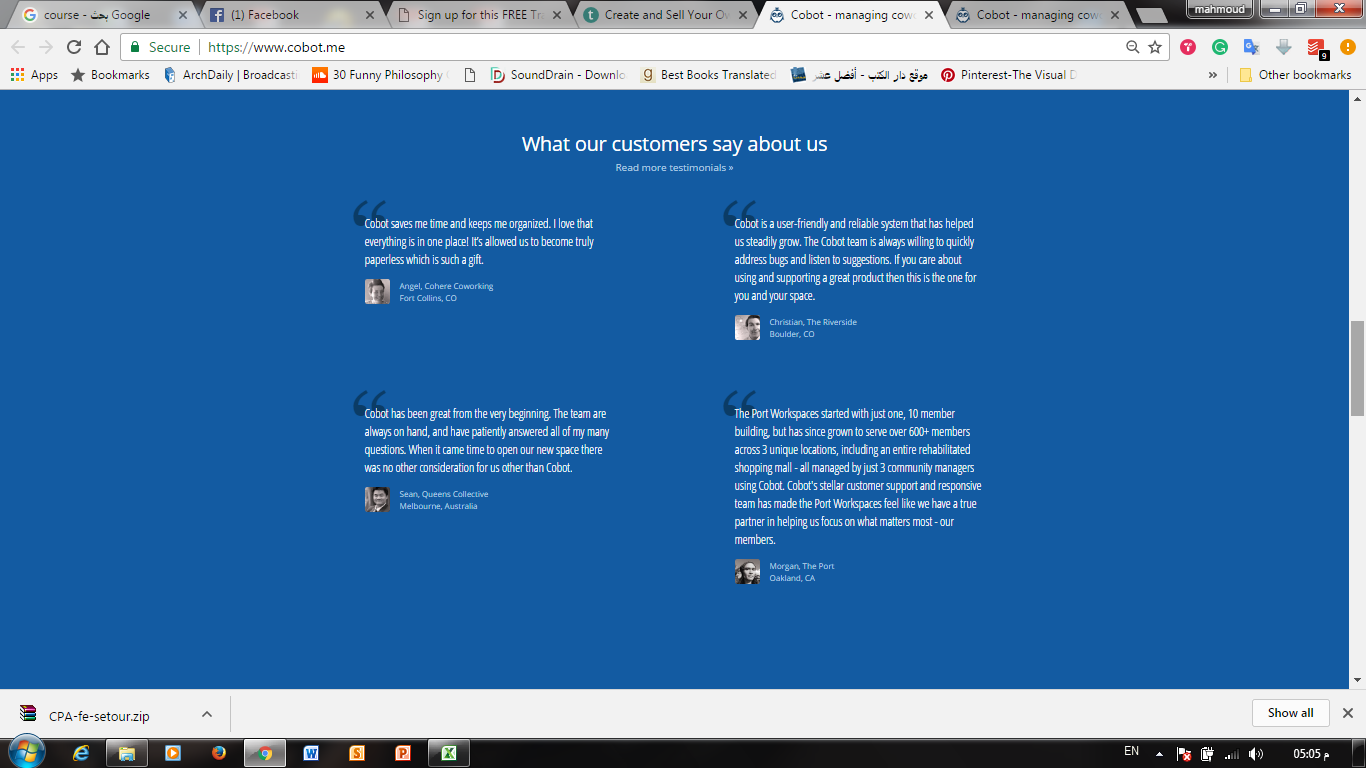 course - بحث Google
(1) Facebook
Sign up for this FREE Tr
Create and Sell Your Ow
Cobot - managing cow
Cobot - managing cow
mahmoud
Secure
https://www.cobot.me
9
Apps
Bookmarks
ArchDaily | Broadcasti
30 Funny Philosophy
SoundDrain - Downlo
Best Books Translated
موقع دار الكتب - أفضل عشر
Pinterest-The Visual D
»
Other bookmarks
What our customers say about us
Read more testimonials »
Cobot saves me time and keeps me organized. I love that
everything is in one place! It's allowed us to become truly
paperless which is such a gift.
Angel, Cohere Coworking
Fort Collins, CO
Cobot is a user-friendly and reliable system that has helped
us steadily grow. The Cobot team is always willing to quickly
address bugs and listen to suggestions. If you care about
using and supporting a great product then this is the one for
you and your space.
Christian, The Riverside
Boulder, CO
Cobot has been great from the very beginning. The team are
always on hand, and have patiently answered all of my many
questions. When it came time to open our new space there
was no other consideration for us other than Cobot.
Sean, Queens Collective
Melbourne, Australia
The Port Workspaces started with just one, 10 member
building, but has since grown to serve over 600+ members
across 3 unique locations, including an entire rehabilitated
shopping mall - all managed by just 3 community managers
using Cobot. Cobot's stellar customer support and responsive
team has made the Port Workspaces feel like we have a true
partner in helping us focus on what matters most - our
members.
Morgan, The Port
Oakland, CA
CPA-fe-setour.zip
Show all
EN
05:05 م